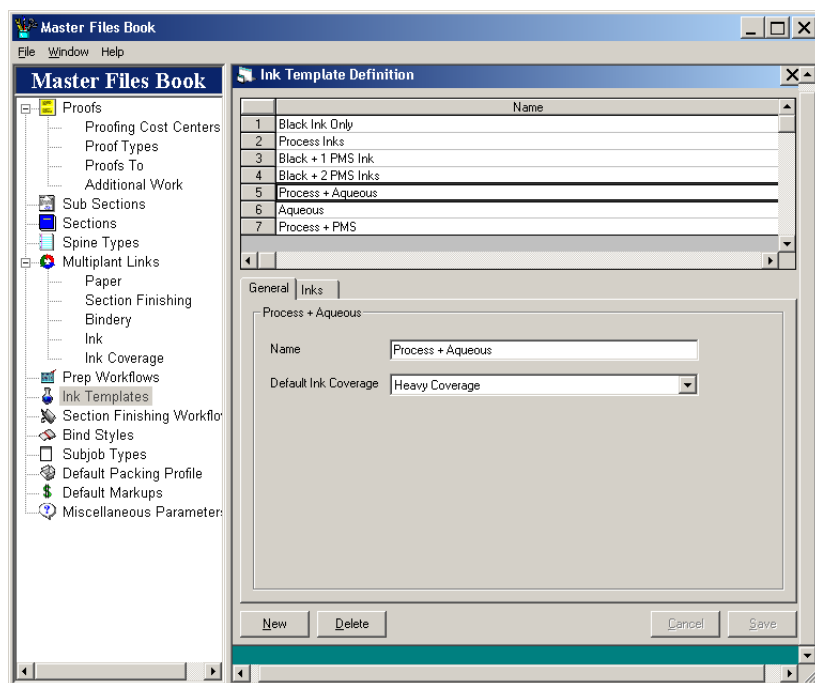 Master Files Book
File Window Help
Master Files Book
Proofs
Proofing Cost Centers
Proof Types
Proofs To
Additional Work
Sub Sections
Sections
Spine Types
Multiplant Links
Paper
Section Finishing
Bindery
Ink
Ink Coverage
Prep Workflows
Ink Templates
Section Finishing Workflo
Bind Styles
Subjob Types
Default Packing Profile
Default Markups
Miscellaneous Parameter
Ink Template Definition
Name
1 Black Ink Only
2 Process Inks
3 Black + 1 PMS Ink
4 Black + 2 PMS Inks
5 Process + Aqueous
6 Aqueous
7 Process + PMS
General Inks
Process + Aqueous
Name Process + Aqueous
Default Ink Coverage Heavy Coverage
New Delete Cancel Save